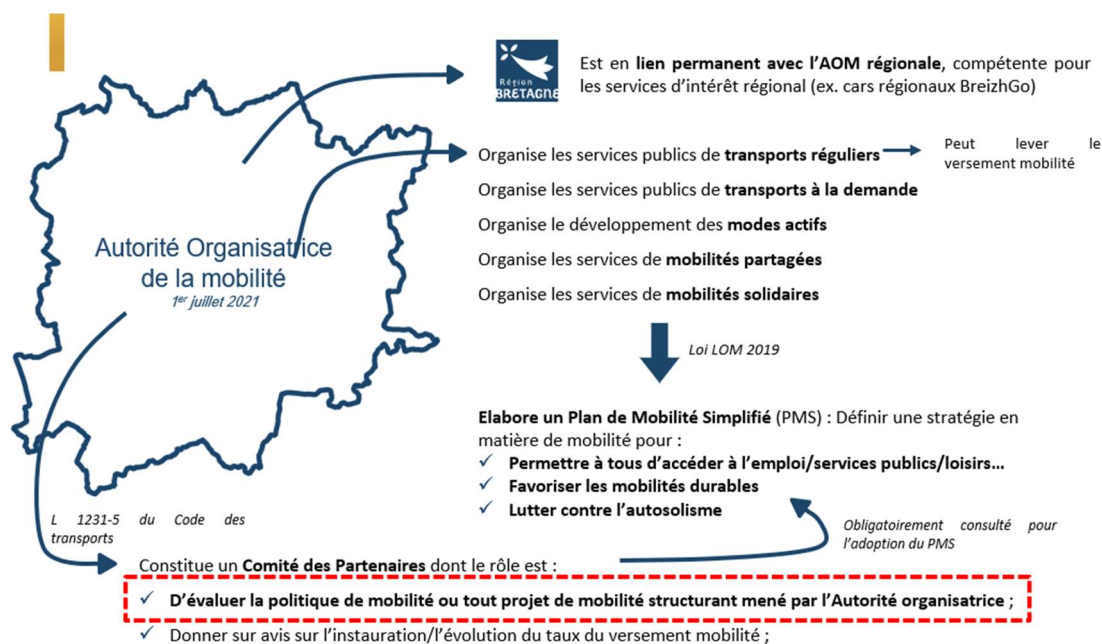 Région
BRETAGNE
Est en lien permanent avec l’AOM régionale, compétente pour
les services d’intérêt régional (ex. cars régionaux BreizhGo)
Organise les services publics de transports réguliers
Peut lever le
versement mobilité
Organise les services publics de transports à la demande
Organise le développement des modes actifs
Organise les services de mobilités partagées
Organise les services de mobilités solidaires
Autorité Organisatrice
de la mobilité
1er juillet 2021
Loi LOM 2019
Elabore un Plan de Mobilité Simplifié (PMS) : Définir une stratégie en
matière de mobilité pour :
✓ Permettre à tous d’accéder à l’emploi/services publics/loisirs…
✓ Favoriser les mobilités durables
✓ Lutter contre l’autosolisme
L 1231-5 du Code des
transports
Obligatoirement consulté pour
l’adoption du PMS
Constitue un Comité des Partenaires dont le rôle est :
✓ D’évaluer la politique de mobilité ou tout projet de mobilité structurant mené par l’Autorité organisatrice ;
✓ Donner sur avis sur l’instauration/l’évolution du taux du versement mobilité ;